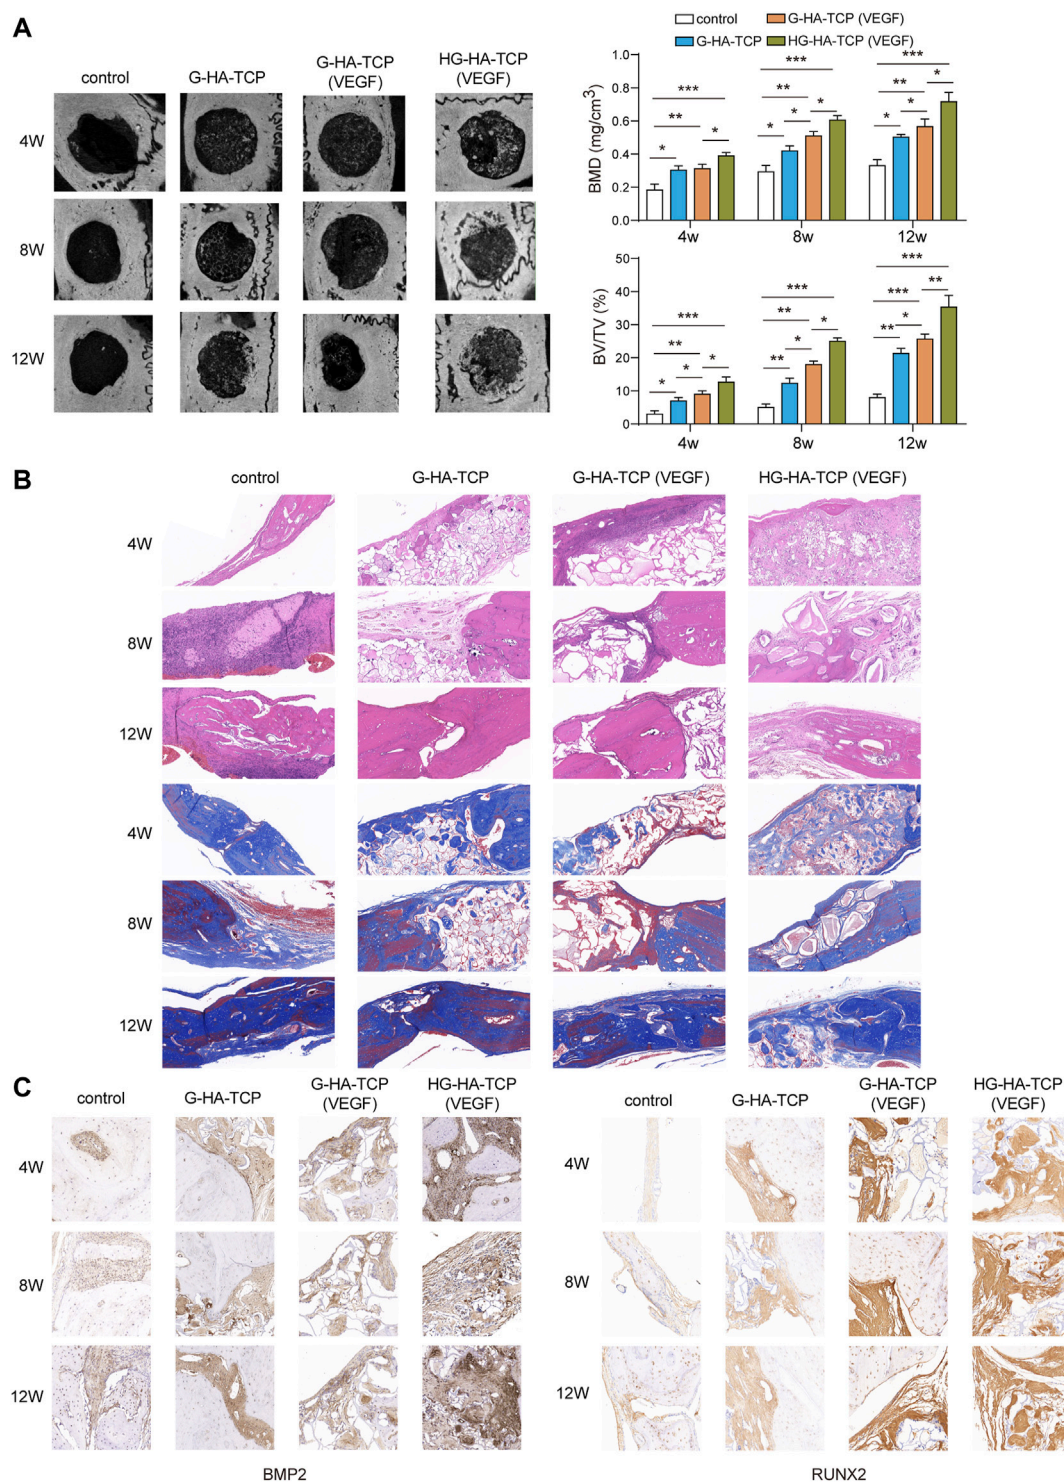 A
control
G-HA-TCP
G-HA-TCP
(VEGF)
HG-HA-TCP
(VEGF)
4W
8W
12W
control
G-HA-TCP (VEGF)
G-HA-TCP
HG-HA-TCP (VEGF)
BMD (mg/cm³)
1.0
0.8
0.6
0.4
0.2
0.0
***
**
*
*
***
**
*
*
*
***
**
*
*
*
4w
8w
12w
BV/TV (%)
50
40
30
20
10
0
***
**
*
*
*
***
**
*
**
*
***
***
**
**
*
4w
8w
12w
B
control
G-HA-TCP
G-HA-TCP (VEGF)
HG-HA-TCP (VEGF)
4W
8W
12W
4W
8W
12W
C
control
G-HA-TCP
G-HA-TCP
(VEGF)
HG-HA-TCP
(VEGF)
4W
8W
12W
BMP2
control
G-HA-TCP
G-HA-TCP
(VEGF)
HG-HA-TCP
(VEGF)
4W
8W
12W
RUNX2